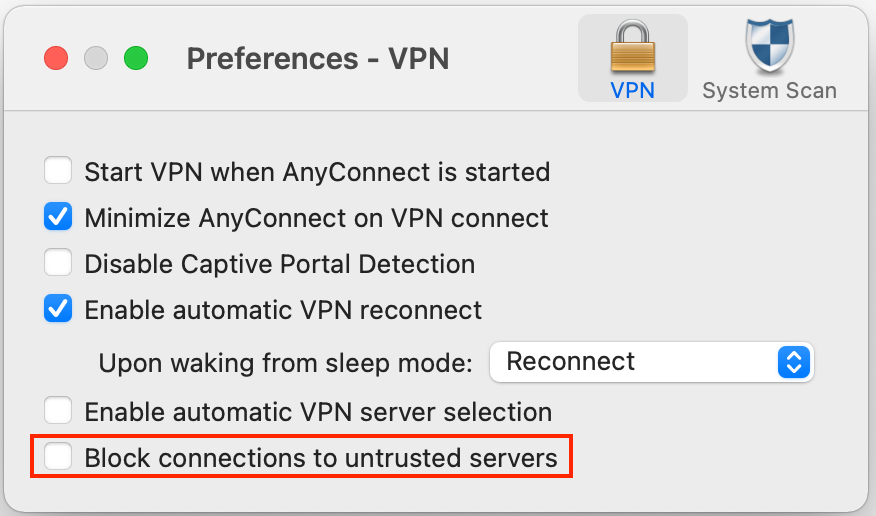 Preferences - VPN
VPN
System Scan
Start VPN when AnyConnect is started
Minimize AnyConnect on VPN connect
Disable Captive Portal Detection
Enable automatic VPN reconnect
Upon waking from sleep mode: Reconnect
Enable automatic VPN server selection
Block connections to untrusted servers